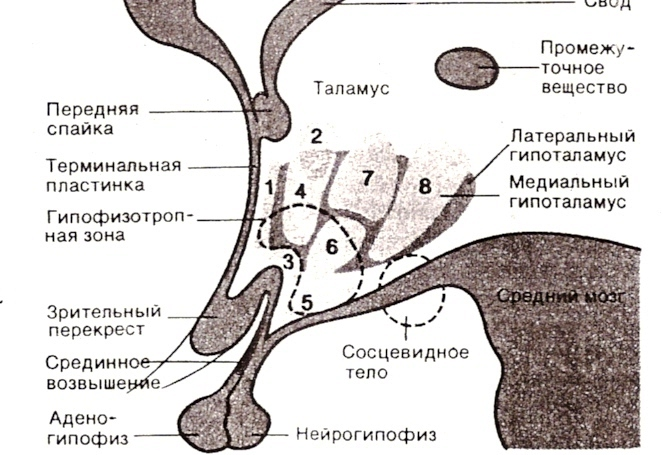 Свод
Промежу-
точное
вещество
Таламус
Передняя
спайка
2
Латеральный
гипоталамус
Терминальная
пластинка
1
4
7
8
Медиальный
гипоталамус
Гипофизотроп-
ная зона
6
3
5
Средний мозг
Зрительный
перекрест
Сосцевидное
тело
Срединное
возвышение
Адено-
гипофиз
Нейрогипофиз